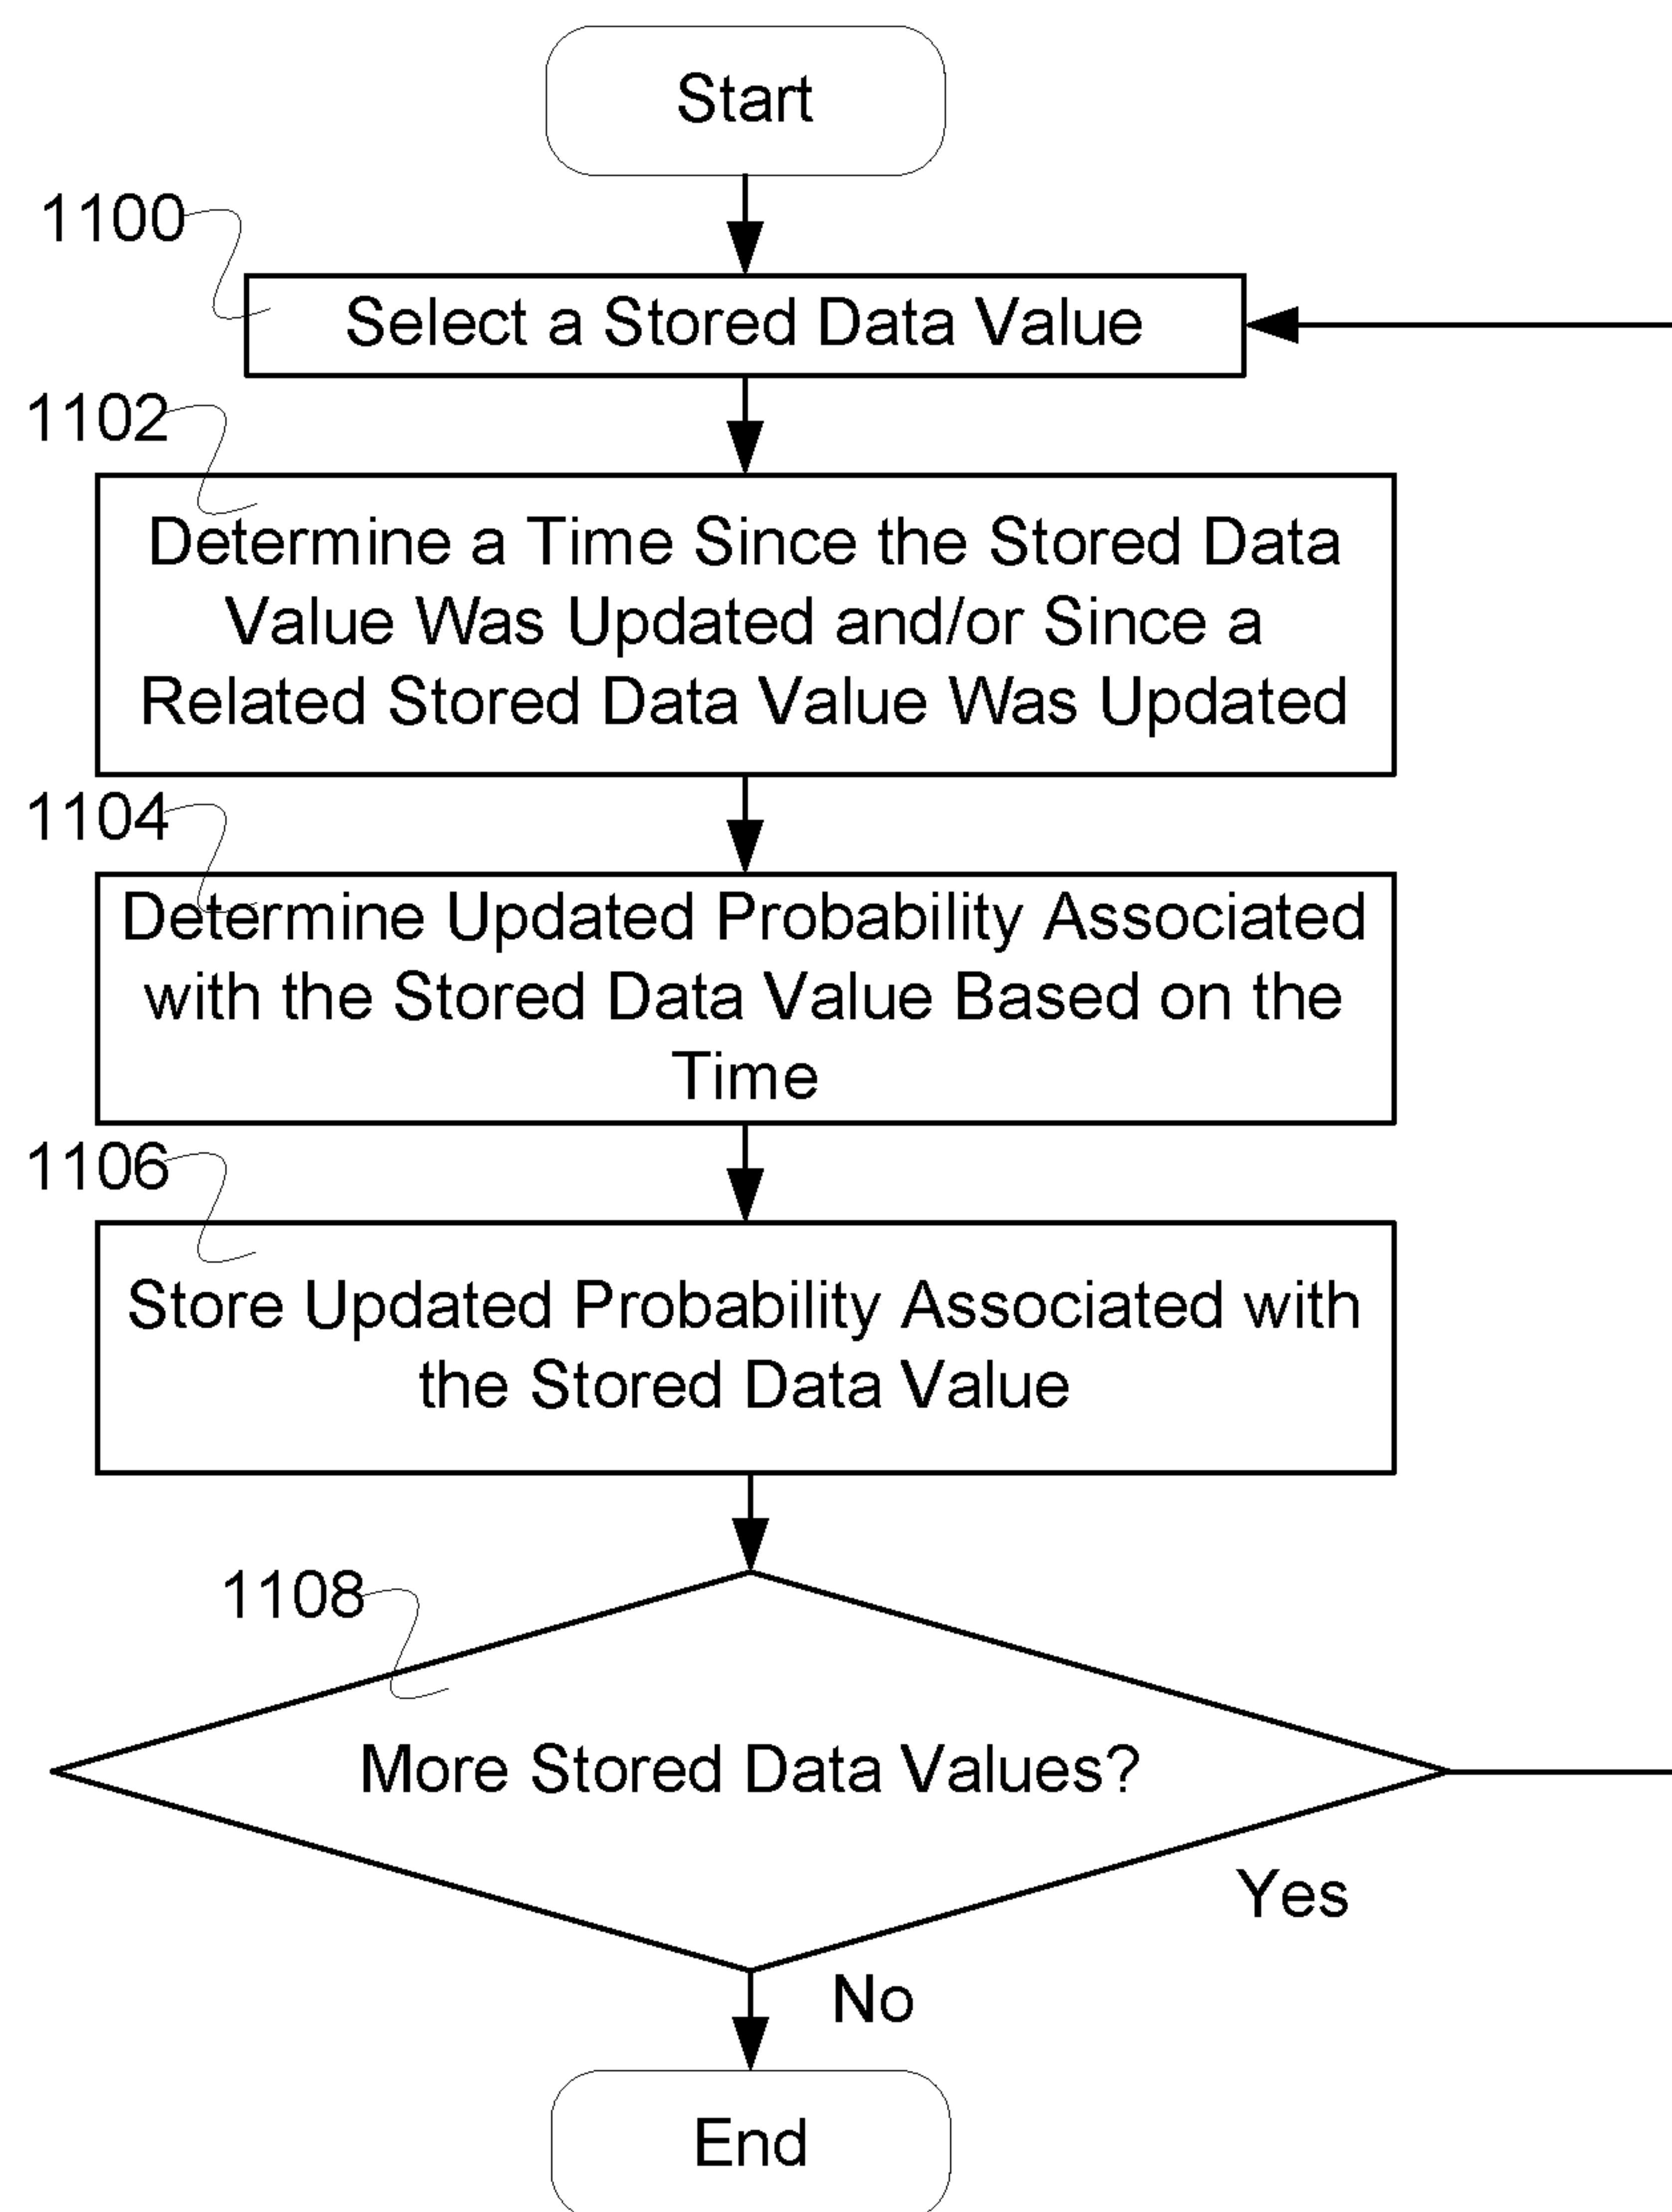 Start
1100
Select a Stored Data Value
1102
Determine a Time Since the Stored Data
Value Was Updated and/or Since a
Related Stored Data Value Was Updated
1104
Determine Updated Probability Associated
with the Stored Data Value Based on the
Time
1106
Store Updated Probability Associated with
the Stored Data Value
1108
More Stored Data Values?
Yes
No
End